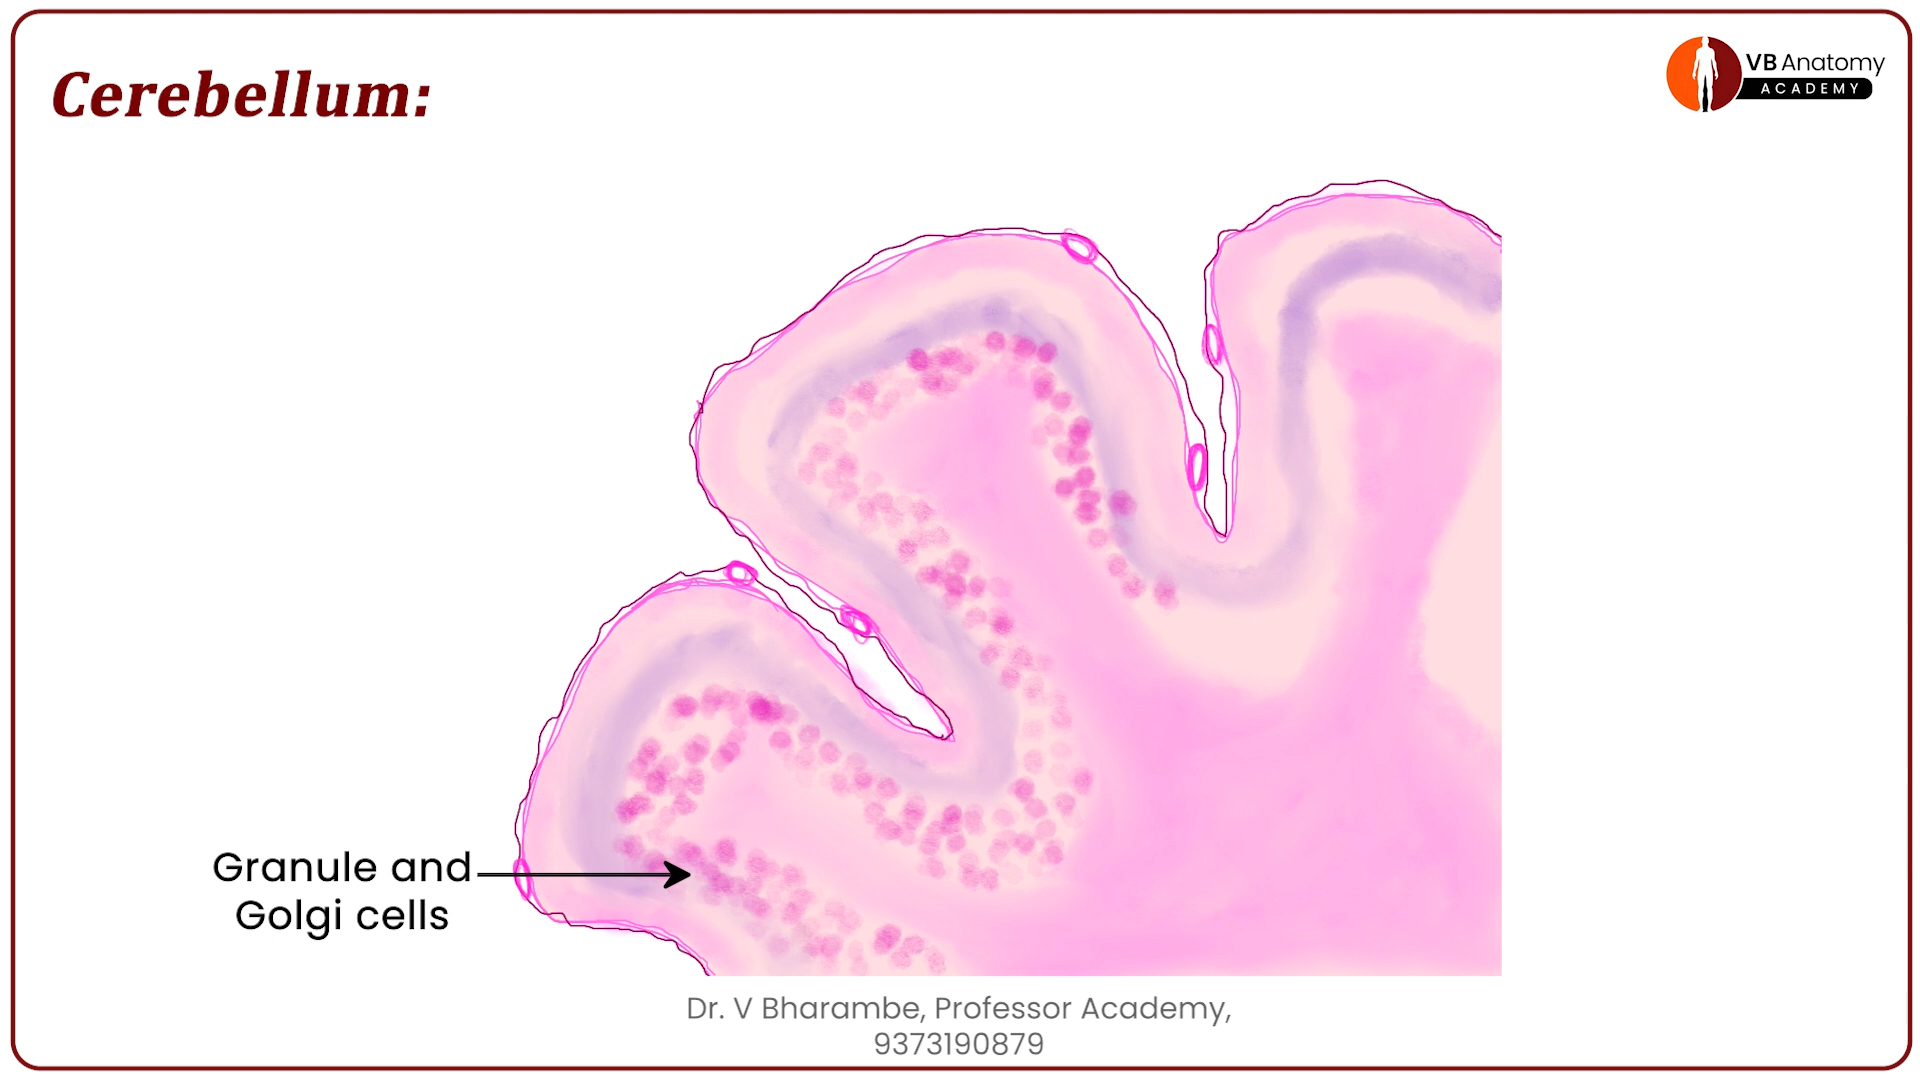 Cerebellum:
VB Anatomy
ACADEMY
Granule and
Golgi cells
Dr. V Bharambe, Professor Academy,
9373190879